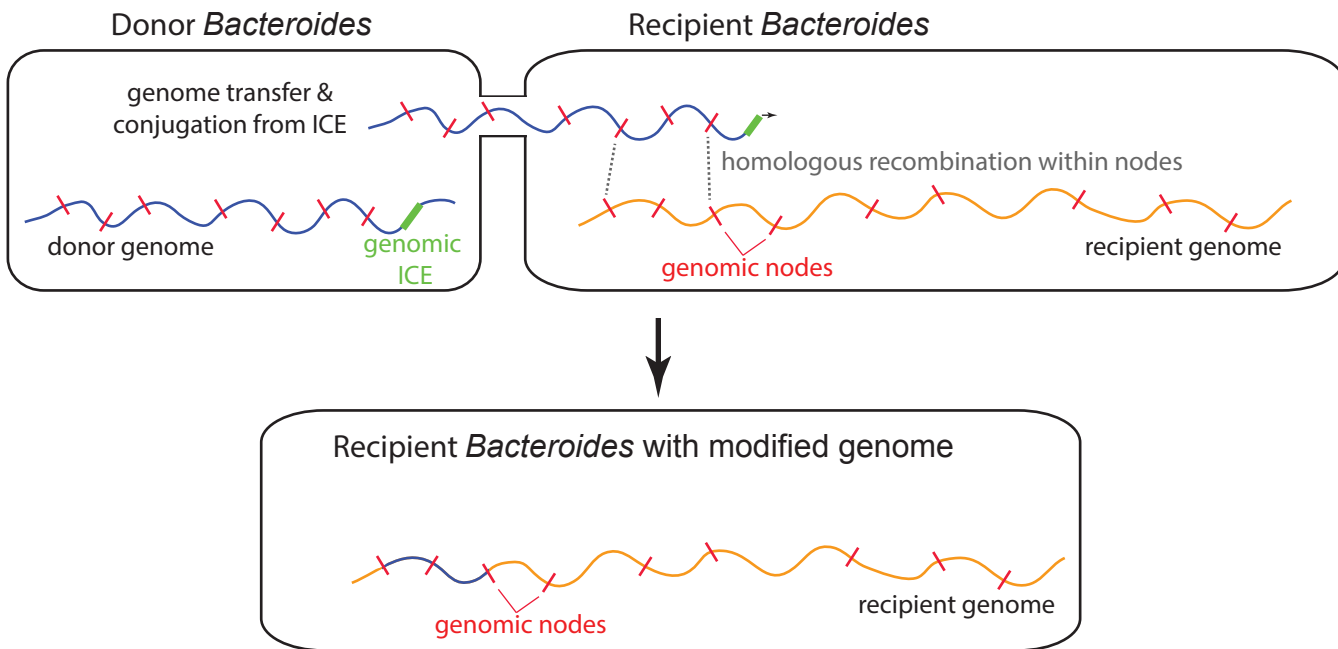 Donor Bacteroides
Recipient Bacteroides
genome transfer &
conjugation from ICE
homologous recombination within nodes
donor genome
genomic
ICE
genomic nodes
recipient genome
Recipient Bacteroides with modified genome
genomic nodes
recipient genome